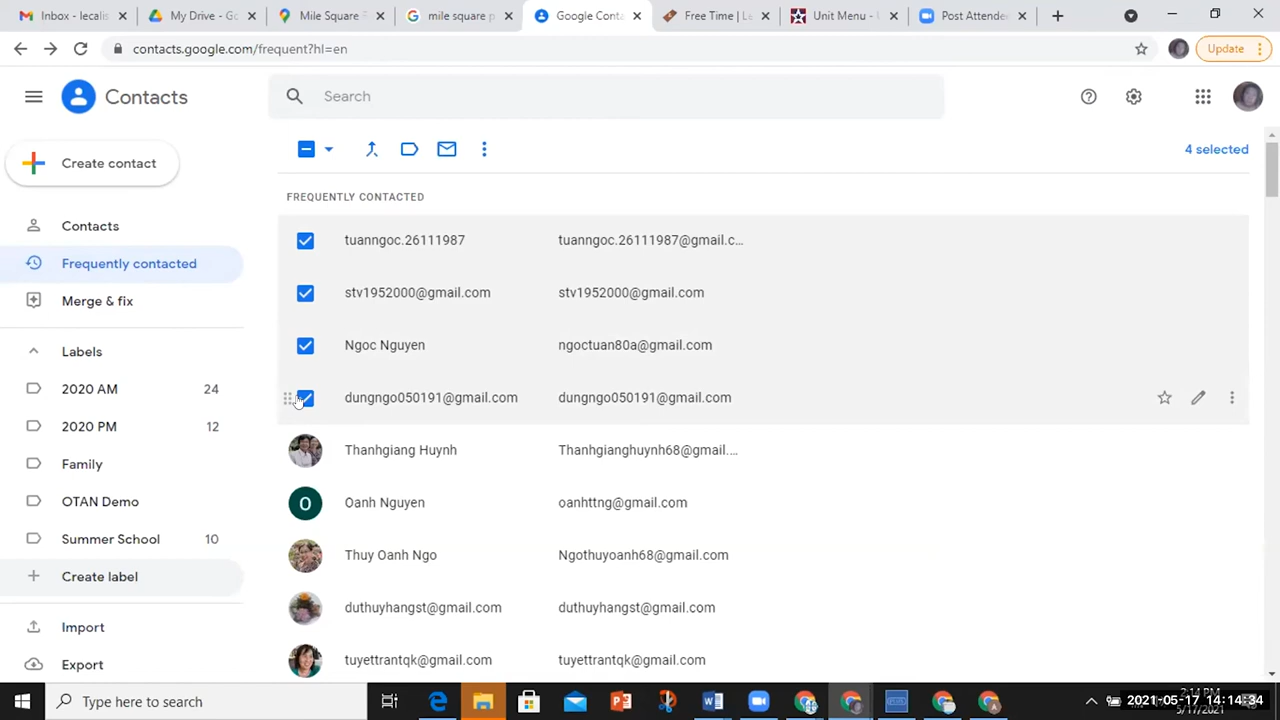 Inbox - lecalis
My Drive - Go
Mile Square F
mile square p
Google Conta
Free Time | Le
Unit Menu - U
Post Attende
contacts.google.com/frequent?hl=en
Update
Contacts
Search
Create contact
4 selected
FREQUENTLY CONTACTED
Contacts
Frequently contacted
Merge & fix
Labels
2020 AM 24
2020 PM 12
Family
OTAN Demo
Summer School 10
Create label
Import
Export
tuanngoc.26111987 tuanngoc.26111987@gmail.c...
stv1952000@gmail.com stv1952000@gmail.com
Ngoc Nguyen ngoctuan80a@gmail.com
dungngo050191@gmail.com dungngo050191@gmail.com
Thanhgiang Huynh Thanhgianghuynh68@gmail....
O Oanh Nguyen oanhttng@gmail.com
Thuy Oanh Ngo Ngothuyoanh68@gmail.com
duthuyhangst@gmail.com duthuyhangst@gmail.com
tuyettrantqk@gmail.com tuyettrantqk@gmail.com
Type here to search
2:14 PM
2021-05-17 14:14:34
5/17/2021